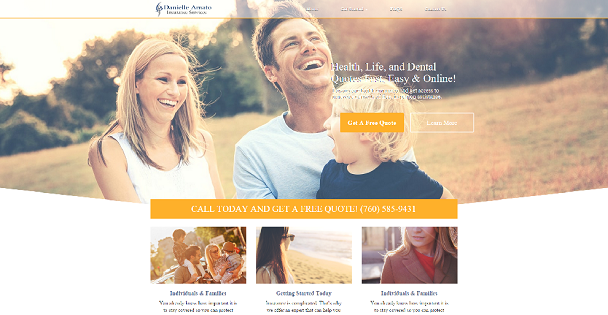 Danielle Amato
Insurance Services
Health, Life, and Dental
Quotes Fast, Easy & Online!
Get A Free Quote
Learn More
CALL TODAY AND GET A FREE QUOTE! (760) 585-9431
Individuals & Families
Getting Started Today
Individuals & Families
You already know how important it is
to stay covered so you can protect
Insurance is complicated. That's why
we offer an expert that can help you
You already know how important it is
to stay covered so you can protect